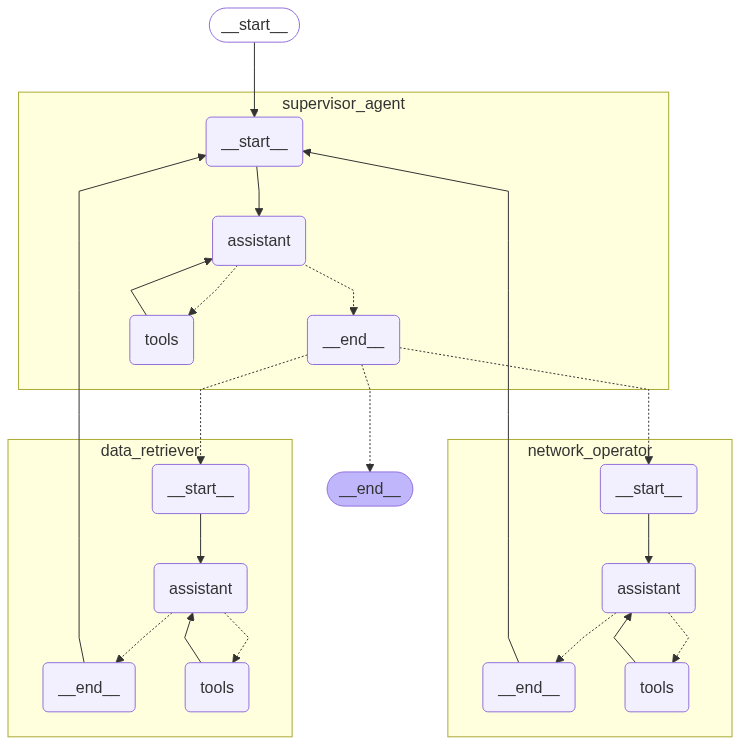 __start__
supervisor_agent
__start__
assistant
tools
__end__
data_retriever
network_operator
__start__
__end__
__start__
assistant
assistant
__end__
tools
__end__
tools